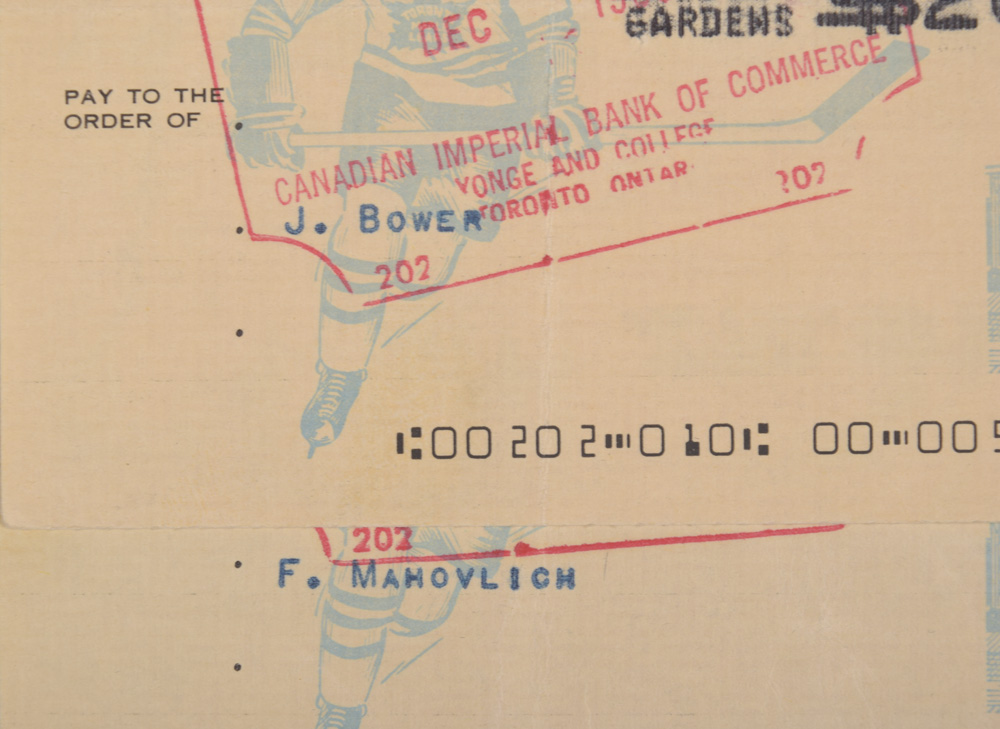 DEC
GARDENS
PAY TO THE
ORDER OF
CANADIAN IMPERIAL BANK OF COMMERCE
YONGE AND COLLEGE
TORONTO ONTAR
J. BOWER
202
202
00202 010 00 005
202
F. MAHOVLICH